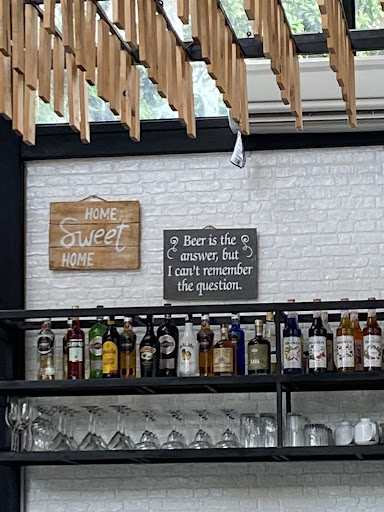 HOME
Sweet
HOME
Beer is the
answer, but
I can't remember
the question.